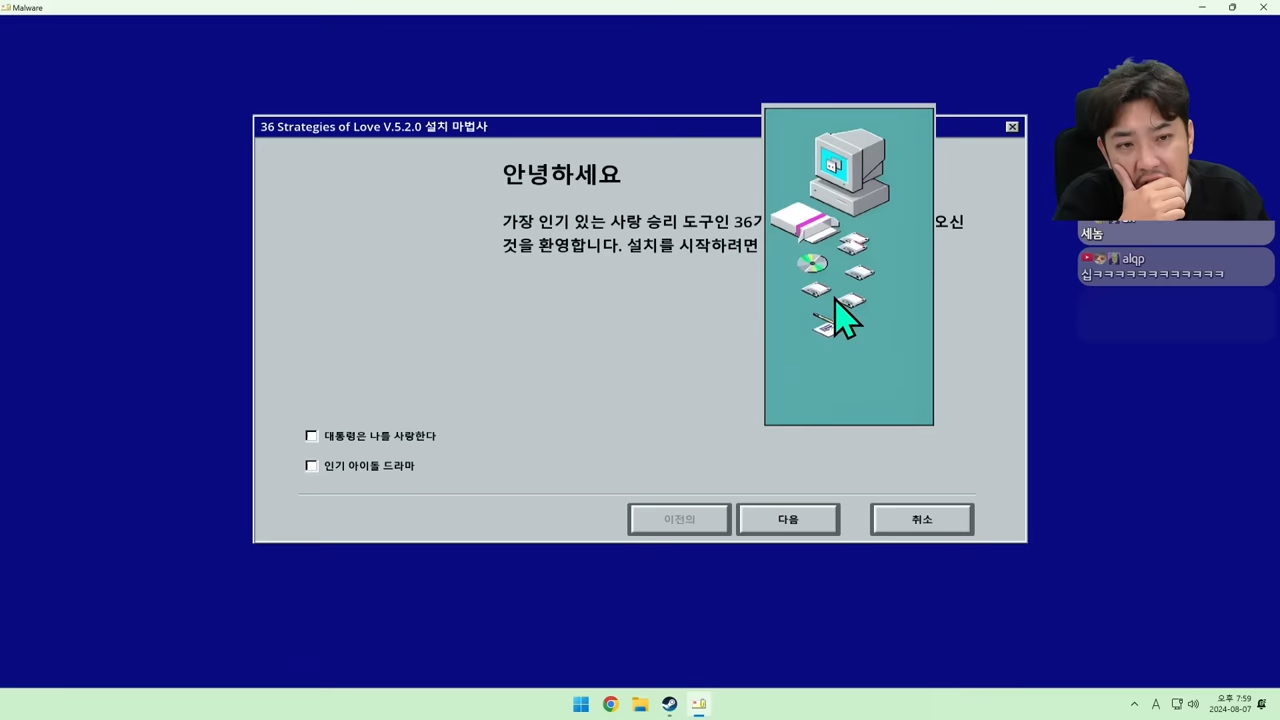 Malware
36 Strategies of Love V.5.2.0 설치 마법사
안녕하세요
가장 인기 있는 사랑 승리 도구인 36
오신
것을 환영합니다. 설치를 시작하려면
세놈
alqp
십ㅋㅋㅋㅋㅋㅋㅋㅋㅋㅋㅋㅋ
대통령은 나를 사랑한다
인기 아이돌 드라마
이전의
다음
취소
A
오후 7:59
2024-08-07